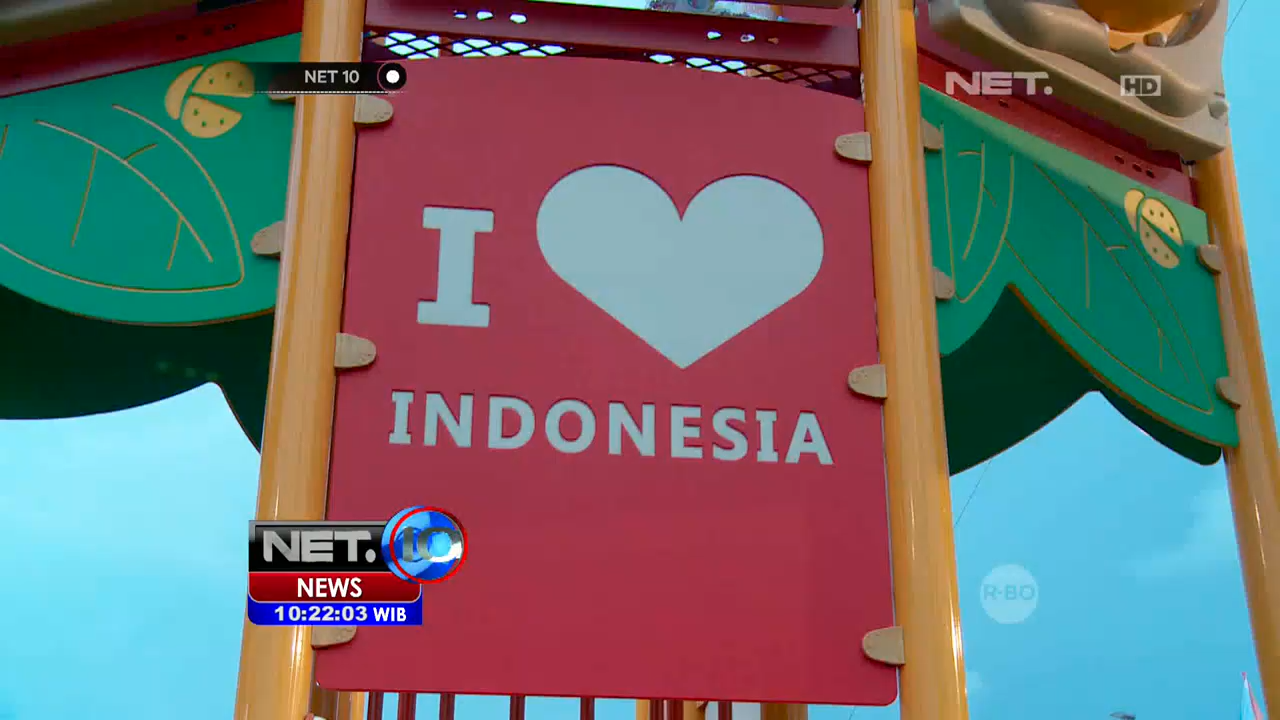 NET 10
NET.
HD
I
INDONESIA
NET. 10
NEWS
10:22:03 WIB
R-BO